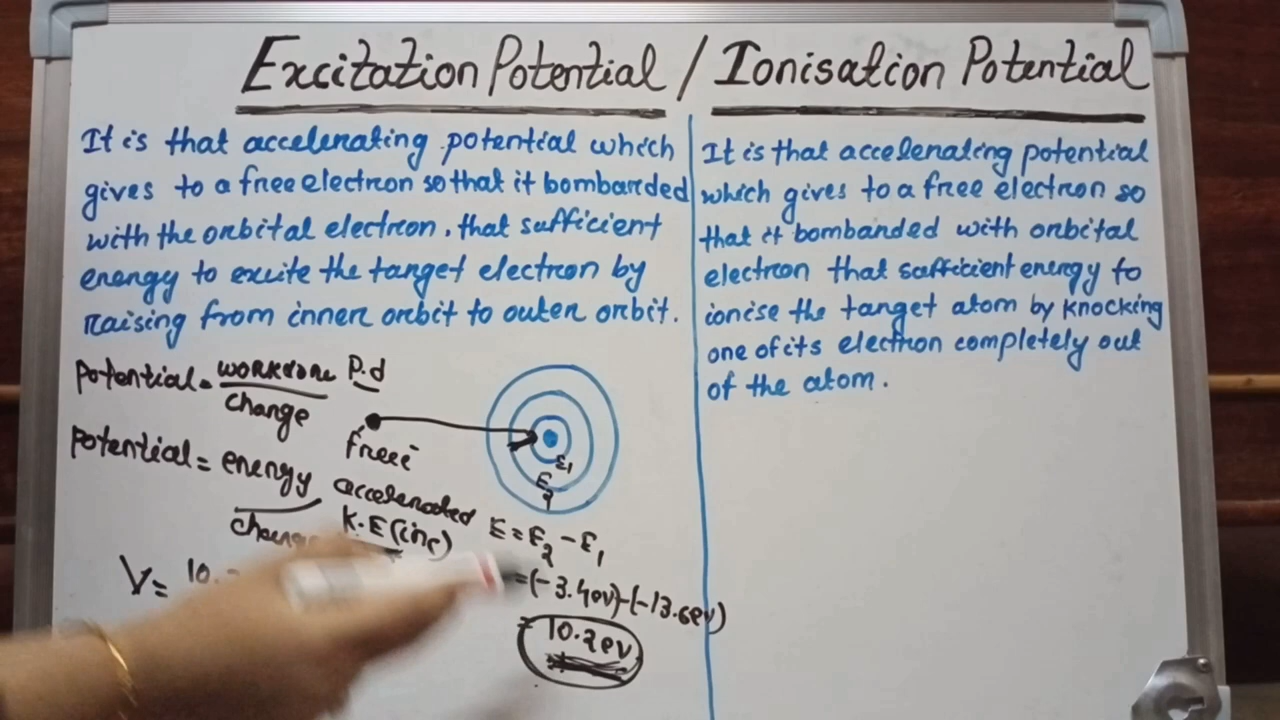 Excitation Potential / Ionisation Potential
It is that accelerating potential which
gives to a free electron so that it bombarded
with the orbital electron, that sufficient
energy to excite the target electron by
raising from inner orbit to outer orbit.
Potential = workdone P.d
charge
free e-
Potential = energy
charge
accelerated
K.E (inc)
V =
E1
E2
E = E2 - E1
= (-3.4ev) - (-13.6ev)
= 10.2ev
It is that accelerating potential
which gives to a free electron so
that it bombarded with orbital
electron that sufficient energy to
ionise the target atom by knocking
one of its electron completely out
of the atom.